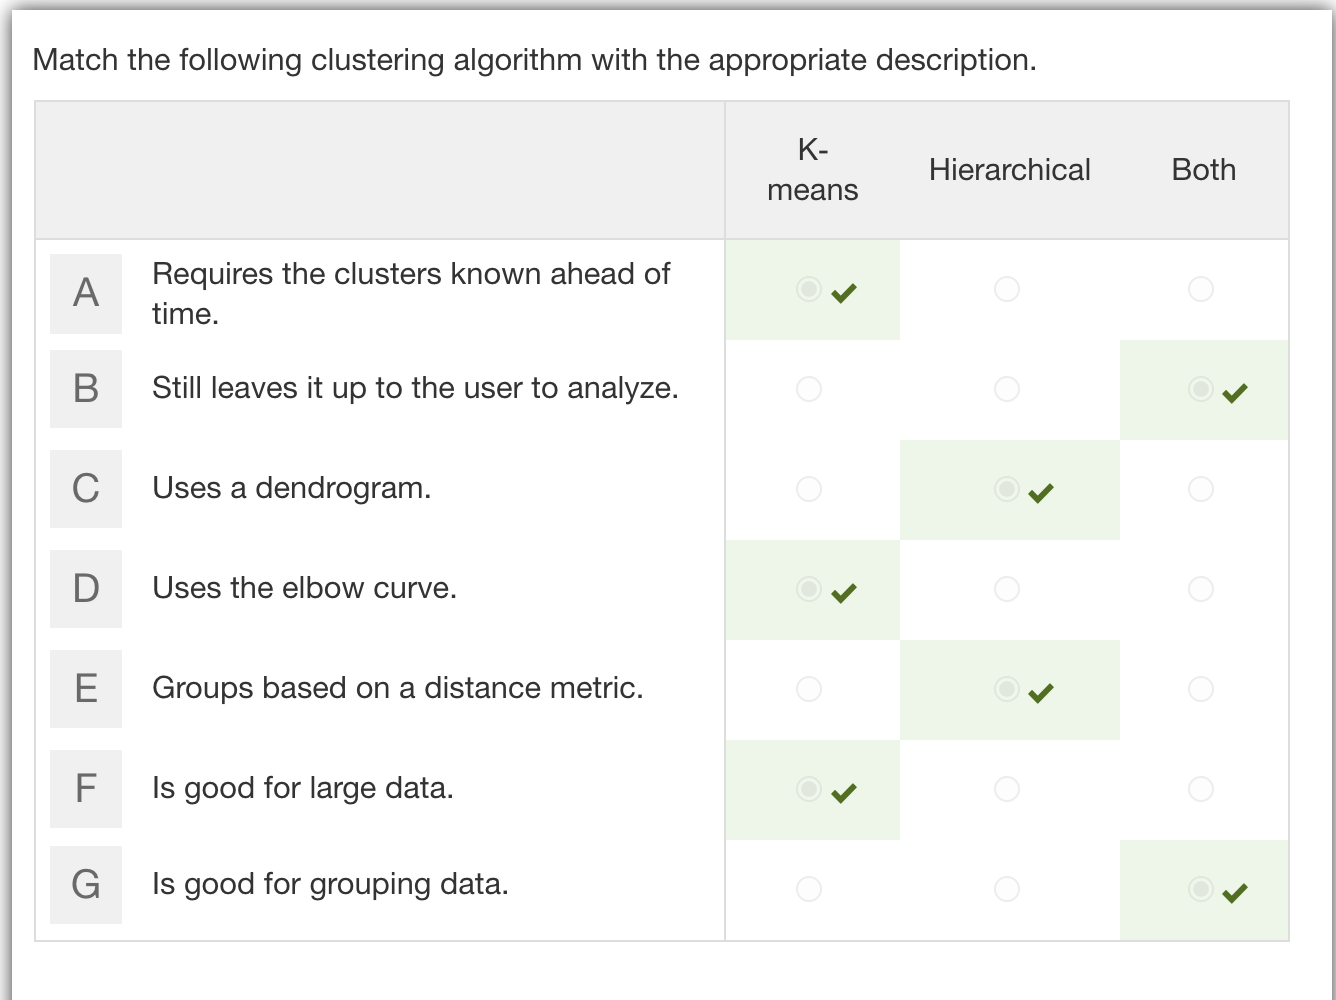 Match the following clustering algorithm with the appropriate description.
K-
means
Hierarchical
Both
A
Requires the clusters known ahead of
time.
B
Still leaves it up to the user to analyze.
C
Uses a dendrogram.
D
Uses the elbow curve.
E
Groups based on a distance metric.
F
Is good for large data.
G
Is good for grouping data.